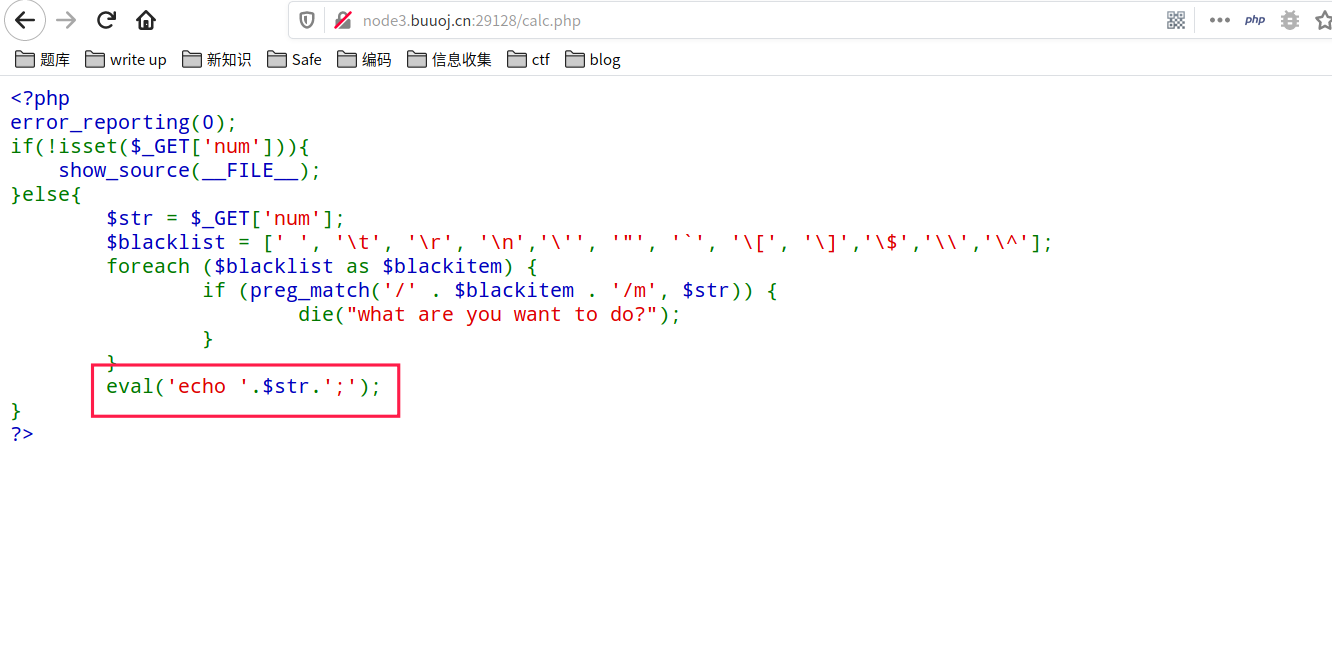 node3.buuoj.cn:29128/calc.php
php
题库 write up 新知识 Safe 编码 信息收集 ctf blog
<?php
error_reporting(0);
if(!isset($_GET['num'])){
    show_source(__FILE__);
}else{
        $str = $_GET['num'];
        $blacklist = [' ', '\t', '\r', '\n','\'', '"', '`', '\[', '\]','\$','\\','\^'];
        foreach ($blacklist as $blackitem) {
                if (preg_match('/' . $blackitem . '/m', $str)) {
                        die("what are you want to do?");
                }
        }
        eval('echo '.$str.';');
}
?>